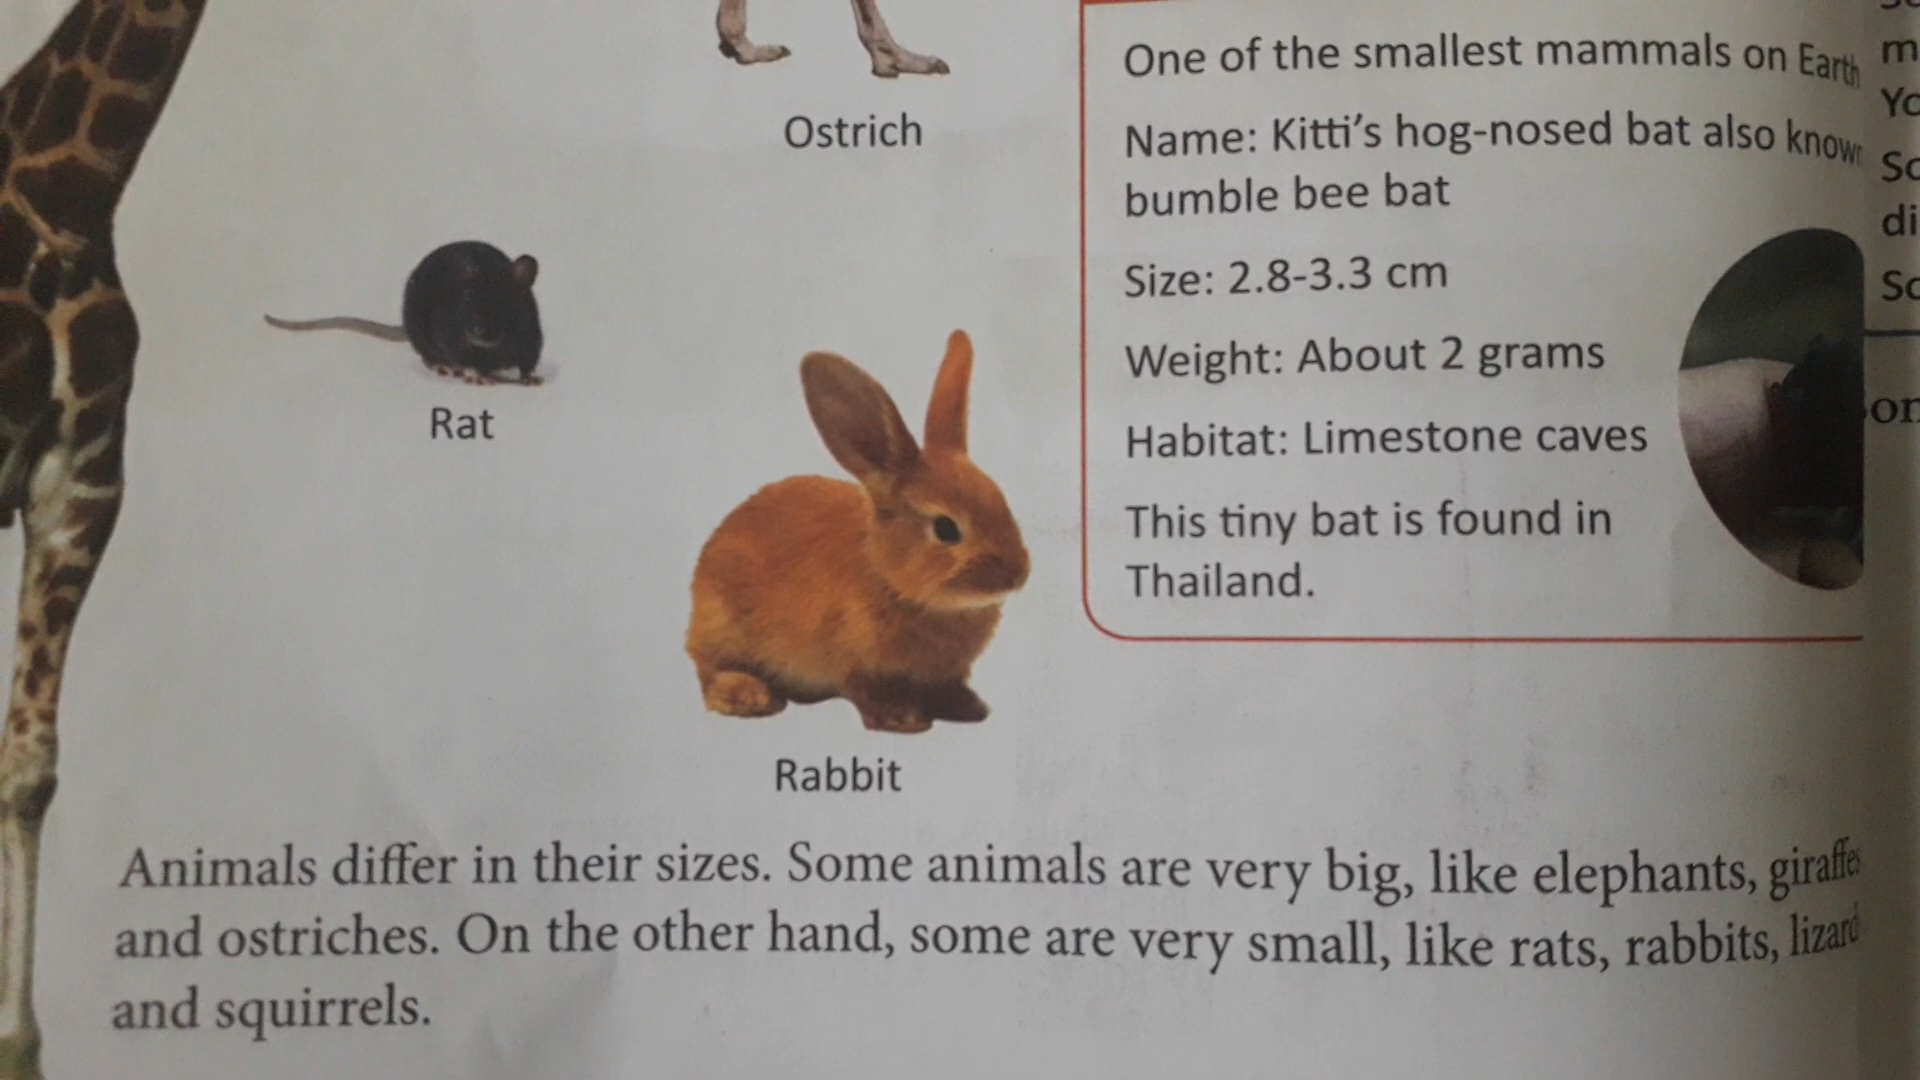 Ostrich
Rat
Rabbit
One of the smallest mammals on Earth
Name: Kitti's hog-nosed bat also known
bumble bee bat
Size: 2.8-3.3 cm
Weight: About 2 grams
Habitat: Limestone caves
This tiny bat is found in
Thailand.
Animals differ in their sizes. Some animals are very big, like elephants, giraffes
and ostriches. On the other hand, some are very small, like rats, rabbits, lizard
and squirrels.